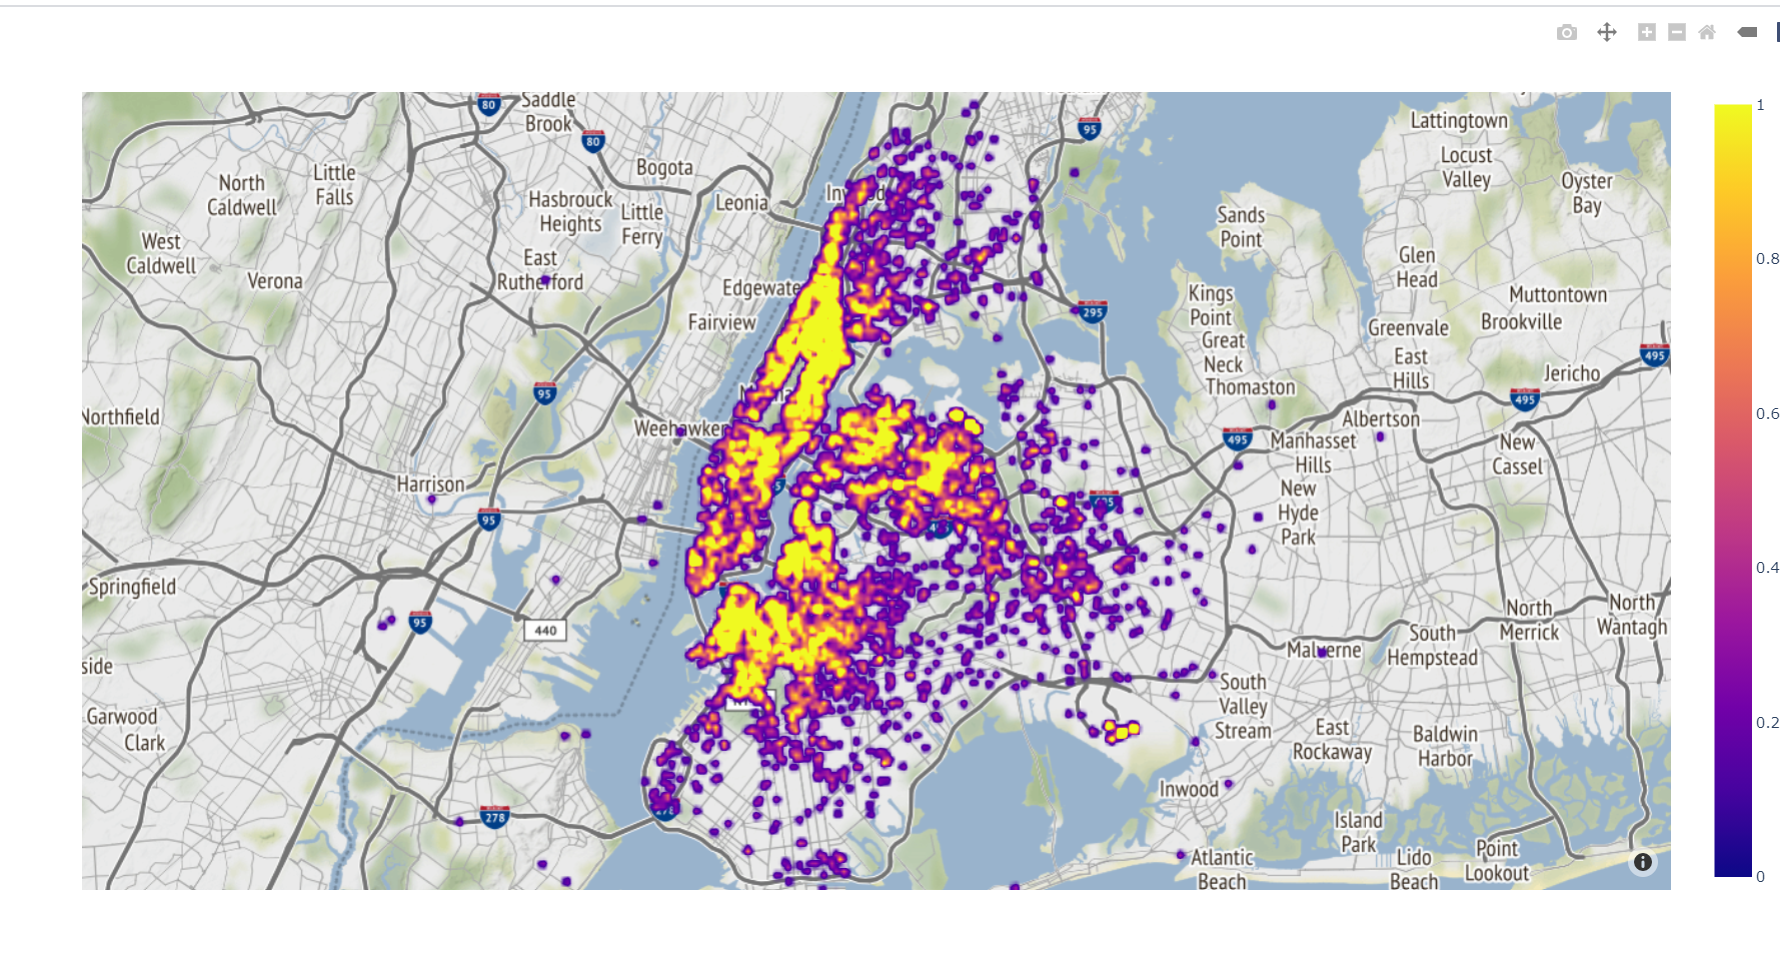 80
Saddle
Brook
80
95
Lattingtown
Bogota
Locust
Valley
Little
Falls
North
Caldwell
Hasbrouck
Heights
Little
Ferry
Leonia
Oyster
Bay
Sands
Point
West
Caldwell
East
Rutherford
Verona
Edgewate
Glen
Head
Kings
Point
Muttontown
295
Fairview
Great
Neck
Greenvale
Brookville
495
East
Hills
Jericho
95
Thomaston
495
Northfield
Weehawken
Albertson
495
Manhasset
Hills
New
Cassel
Harrison
New
Hyde
Park
95
Springfield
95
440
North
Merrick
North
Wantagh
South
Hempstead
Malverne
side
South
Valley
Stream
Garwood
Clark
East
Rockaway
Baldwin
Harbor
Inwood
278
Island
Park
Atlantic
Beach
Lido
Beach
Point
Lookout
1
0.8
0.6
0.4
0.2
0